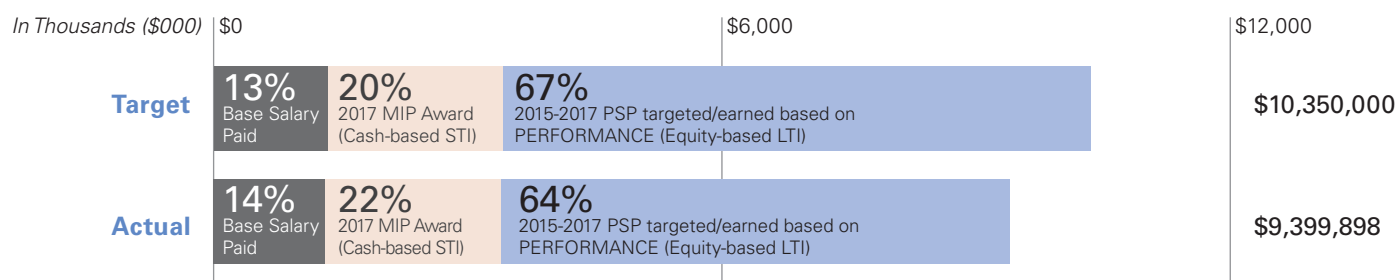 In Thousands ($000) $0 $6,000 $12,000
Target
13%
Base Salary
Paid
20%
2017 MIP Award
(Cash-based STI)
67%
2015-2017 PSP targeted/earned based on
PERFORMANCE (Equity-based LTI)
$10,350,000
Actual
14%
Base Salary
Paid
22%
2017 MIP Award
(Cash-based STI)
64%
2015-2017 PSP targeted/earned based on
PERFORMANCE (Equity-based LTI)
$9,399,898